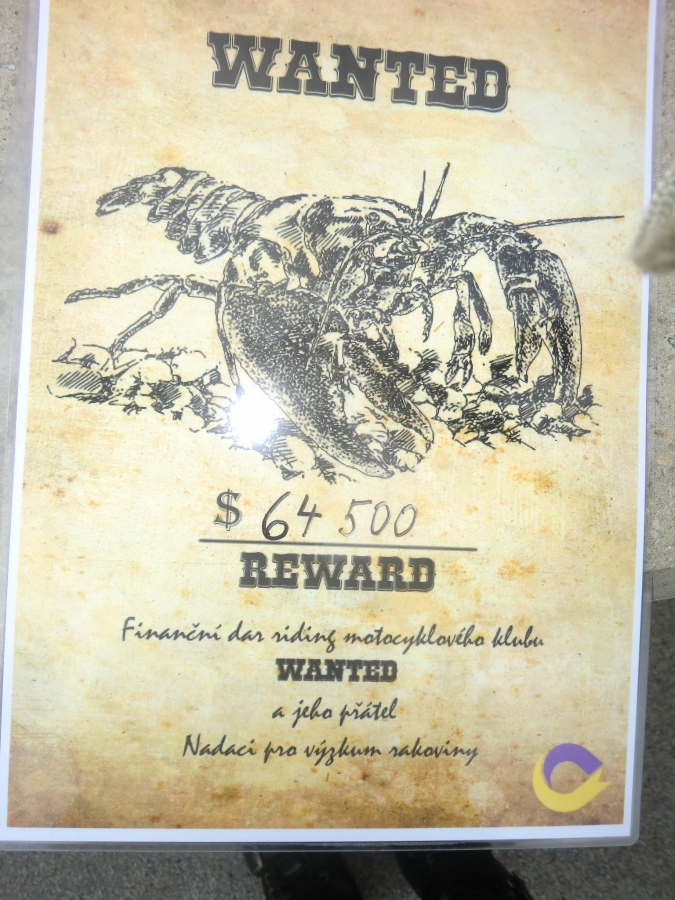 WANTED
$ 64 500
REWARD
Finanční dar riding motocyklového klubu
WANTED
a jeho přátel
Nadaci pro výzkum rakoviny